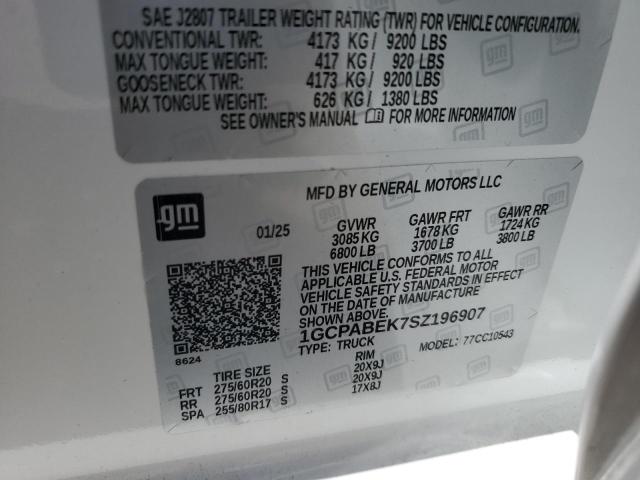 SAE J2807 TRAILER WEIGHT RATING (TWR) FOR VEHICLE CONFIGURATION.
CONVENTIONAL TWR: 4173 KG / 9200 LBS
MAX TONGUE WEIGHT: 417 KG / 920 LBS
GOOSENECK TWR: 4173 KG / 9200 LBS
MAX TONGUE WEIGHT: 626 KG / 1380 LBS
SEE OWNER'S MANUAL FOR MORE INFORMATION
gm
MFD BY GENERAL MOTORS LLC
01/25 GVWR GAWR FRT GAWR RR
3085 KG 1678 KG 1724 KG
6800 LB 3700 LB 3800 LB
THIS VEHICLE CONFORMS TO ALL
APPLICABLE U.S. FEDERAL MOTOR
VEHICLE SAFETY STANDARDS IN EFFECT
ON THE DATE OF MANUFACTURE
SHOWN ABOVE.
1GCPABEK7SZ196907
8624
TYPE: TRUCK MODEL: 77CC10543
TIRE SIZE RIM
FRT 275/60R20 S 20X9J
RR 275/60R20 S 20X9J
SPA 255/80R17 S 17X8J